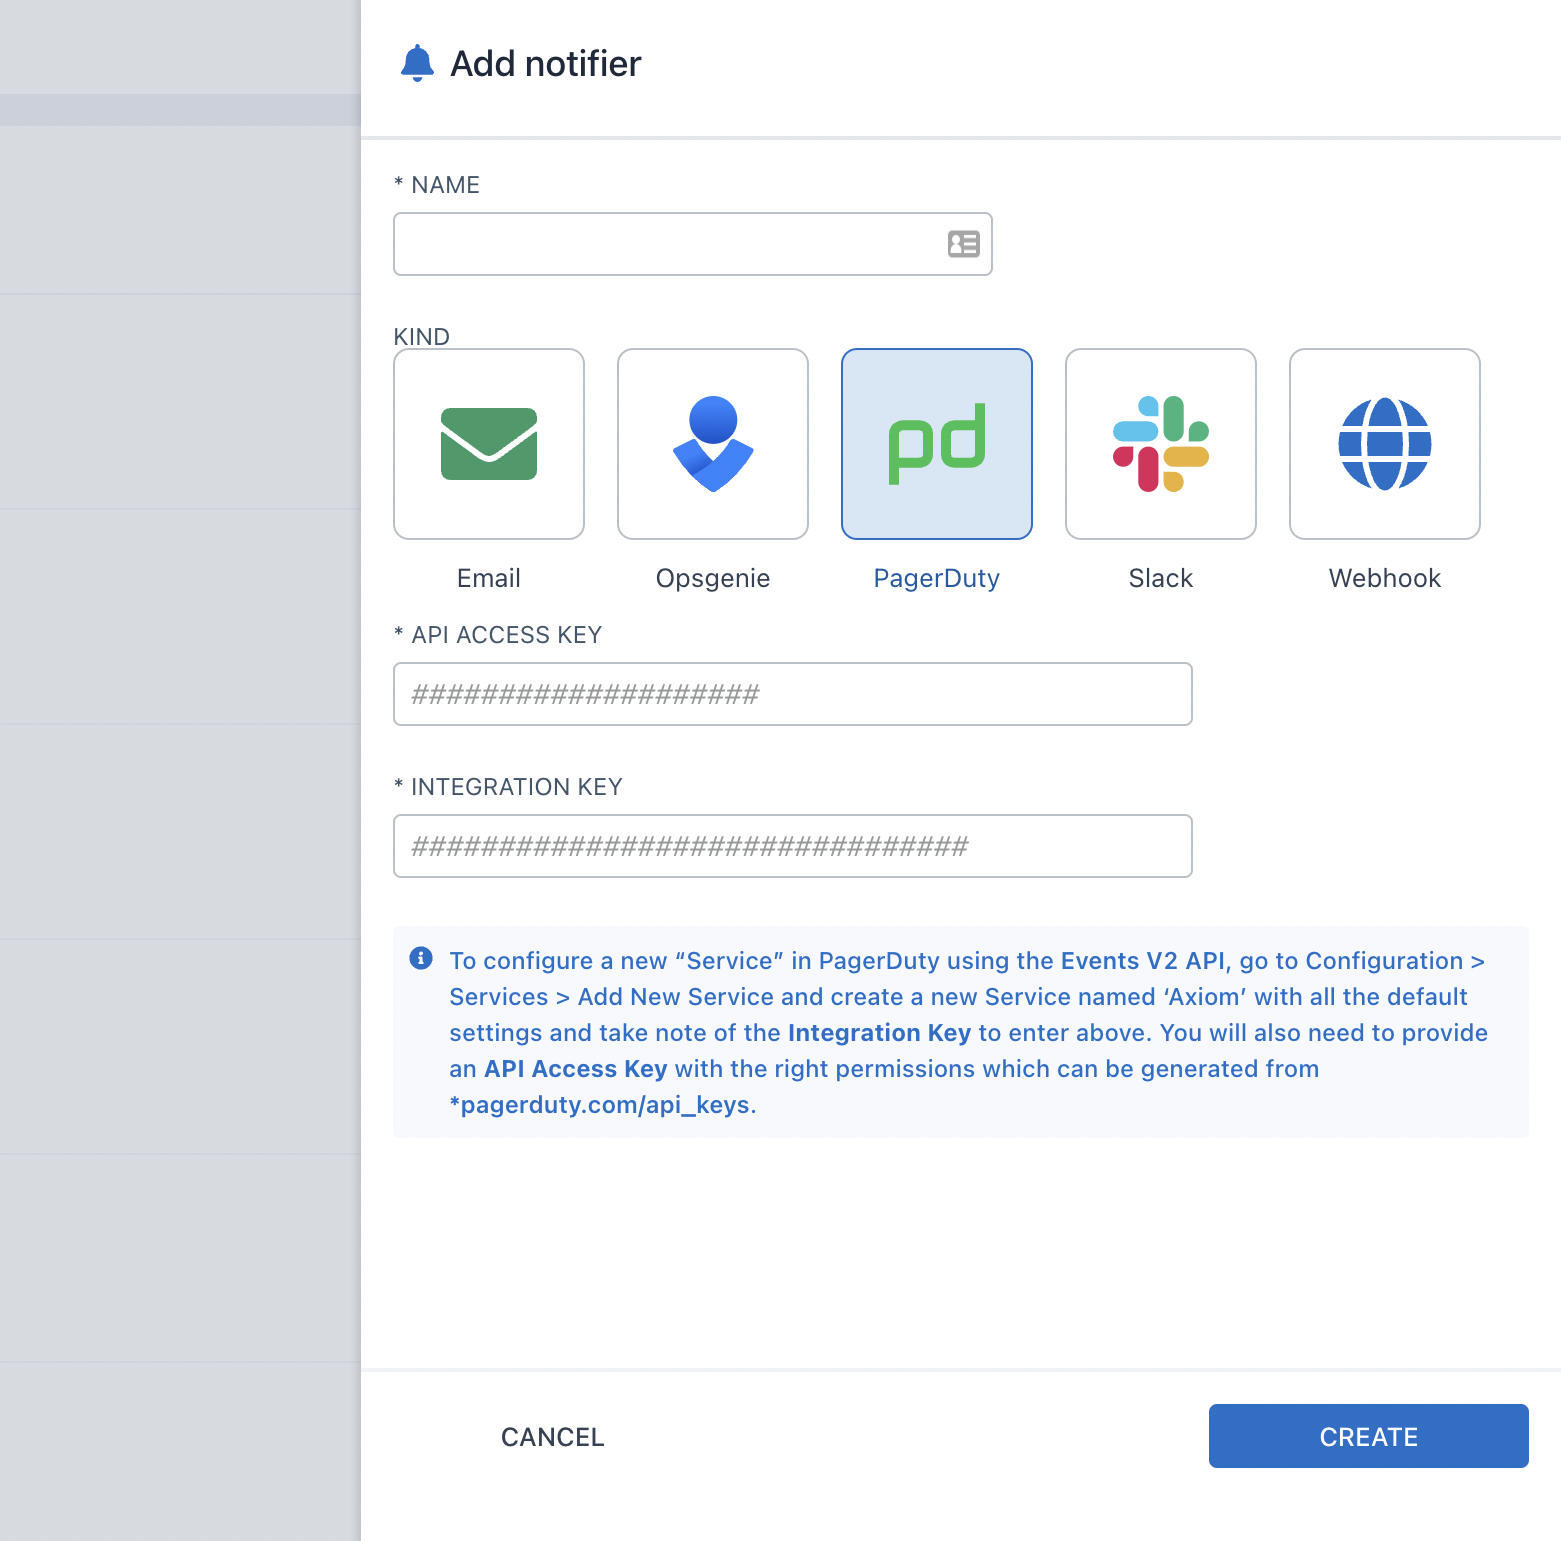 Add notifier
* NAME
KIND
pd
Email
Opsgenie
PagerDuty
Slack
Webhook
* API ACCESS KEY
####################
* INTEGRATION KEY
################################
To configure a new “Service” in PagerDuty using the Events V2 API, go to Configuration >
Services > Add New Service and create a new Service named ‘Axiom’ with all the default
settings and take note of the Integration Key to enter above. You will also need to provide
an API Access Key with the right permissions which can be generated from
*pagerduty.com/api_keys.
CANCEL
CREATE